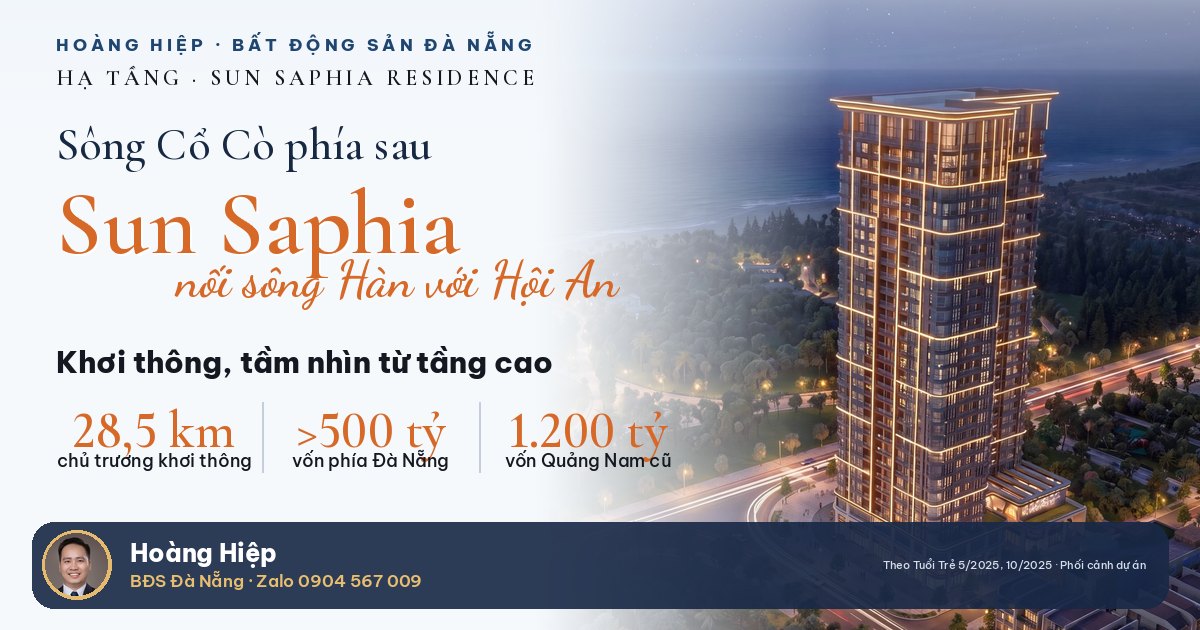 HOÀNG HIỆP · BẤT ĐỘNG SẢN ĐÀ NẴNG
HẠ TẦNG · SUN SAPHIA RESIDENCE
Sông Cổ Cò phía sau
Sun Saphia
nối sông Hàn với Hội An
Khơi thông, tầm nhìn từ tầng cao
28,5 km
chủ trương khơi thông
>500 tỷ
vốn phía Đà Nẵng
1.200 tỷ
vốn Quảng Nam cũ
Hoàng Hiệp
BĐS Đà Nẵng · Zalo 0904 567 009
Theo Tuổi Trẻ 5/2025, 10/2025 · Phối cảnh dự án